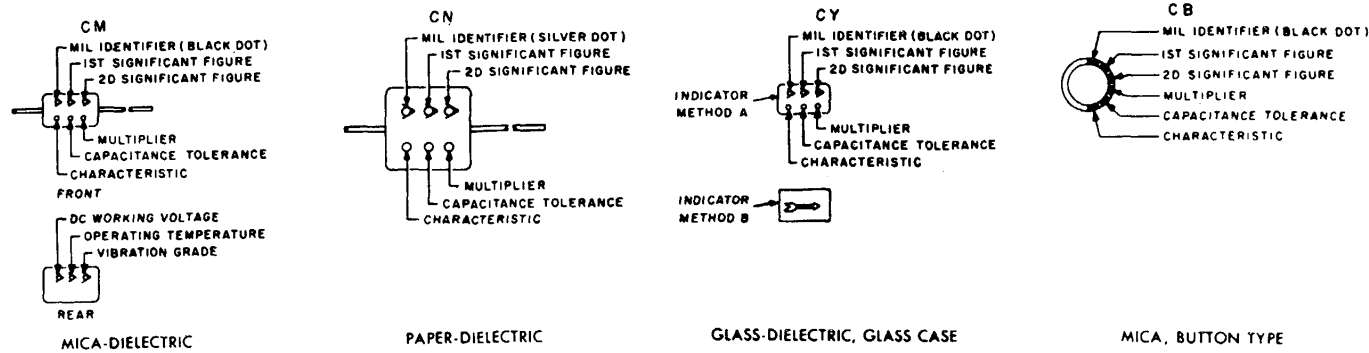 CM
MIL IDENTIFIER (BLACK DOT)
IST SIGNIFICANT FIGURE
2D SIGNIFICANT FIGURE
MULTIPLIER
CAPACITANCE TOLERANCE
CHARACTERISTIC
FRONT
DC WORKING VOLTAGE
OPERATING TEMPERATURE
VIBRATION GRADE
REAR
MICA-DIELECTRIC
CN
MIL IDENTIFIER (SILVER DOT)
IST SIGNIFICANT FIGURE
2D SIGNIFICANT FIGURE
MULTIPLIER
CAPACITANCE TOLERANCE
CHARACTERISTIC
PAPER-DIELECTRIC
CY
MIL IDENTIFIER (BLACK DOT)
IST SIGNIFICANT FIGURE
2D SIGNIFICANT FIGURE
INDICATOR
METHOD A
MULTIPLIER
CAPACITANCE TOLERANCE
CHARACTERISTIC
INDICATOR
METHOD B
GLASS-DIELECTRIC, GLASS CASE
CB
MIL IDENTIFIER (BLACK DOT)
IST SIGNIFICANT FIGURE
2D SIGNIFICANT FIGURE
MULTIPLIER
CAPACITANCE TOLERANCE
CHARACTERISTIC
MICA, BUTTON TYPE